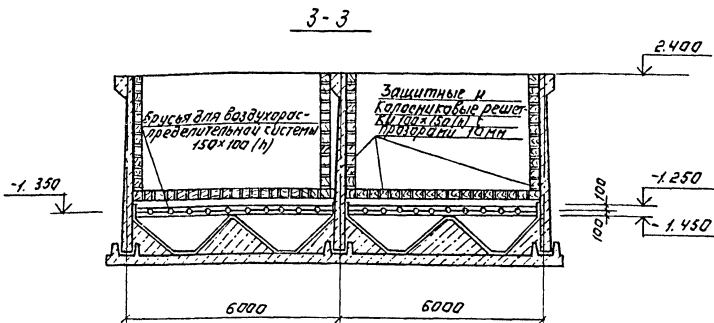 3-3
2.400
Брусья для воздухорас-
пределительной системы
150×100 (h)
Защитные и
колосниковые решет-
ки 100×150 (h) с
прозорами 10 мм
-1.350
-1.250
100
100
-1.450
6000
6000